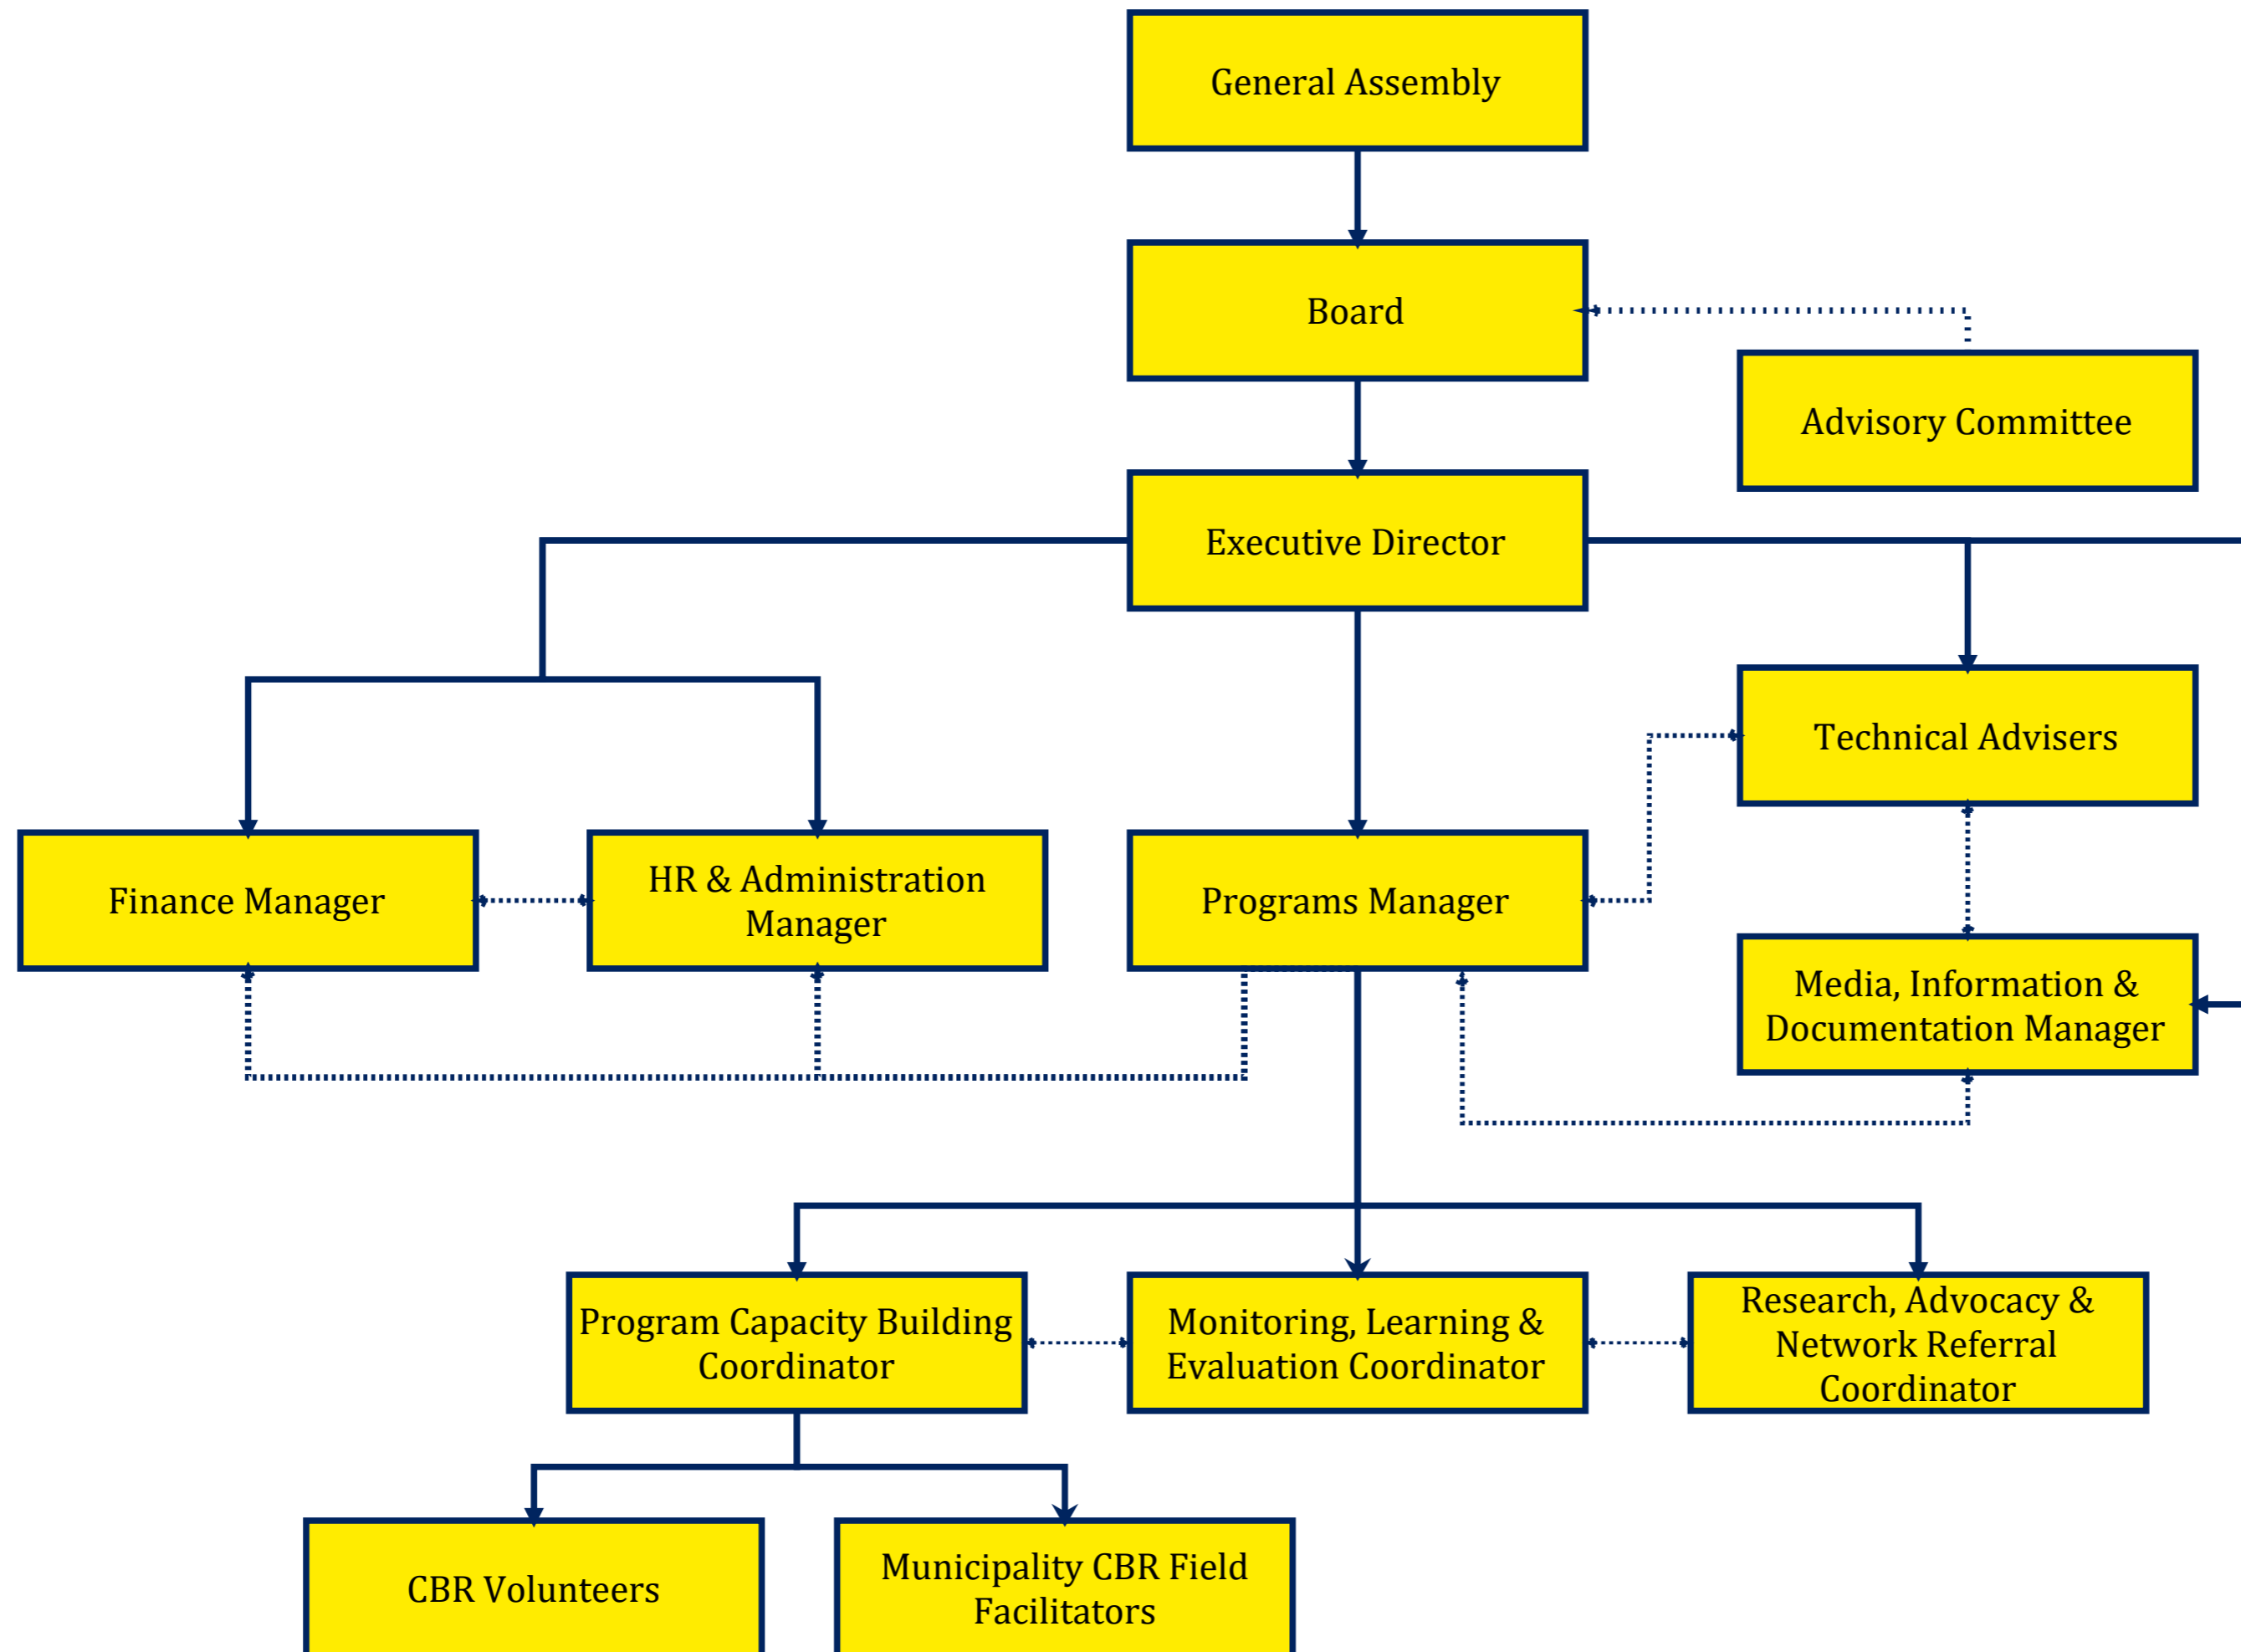 General Assembly
Board
Advisory Committee
Executive Director
Technical Advisers
Finance Manager
HR & Administration
Manager
Programs Manager
Media, Information &
Documentation Manager
Program Capacity Building
Coordinator
Monitoring, Learning &
Evaluation Coordinator
Research, Advocacy &
Network Referral
Coordinator
CBR Volunteers
Municipality CBR Field
Facilitators